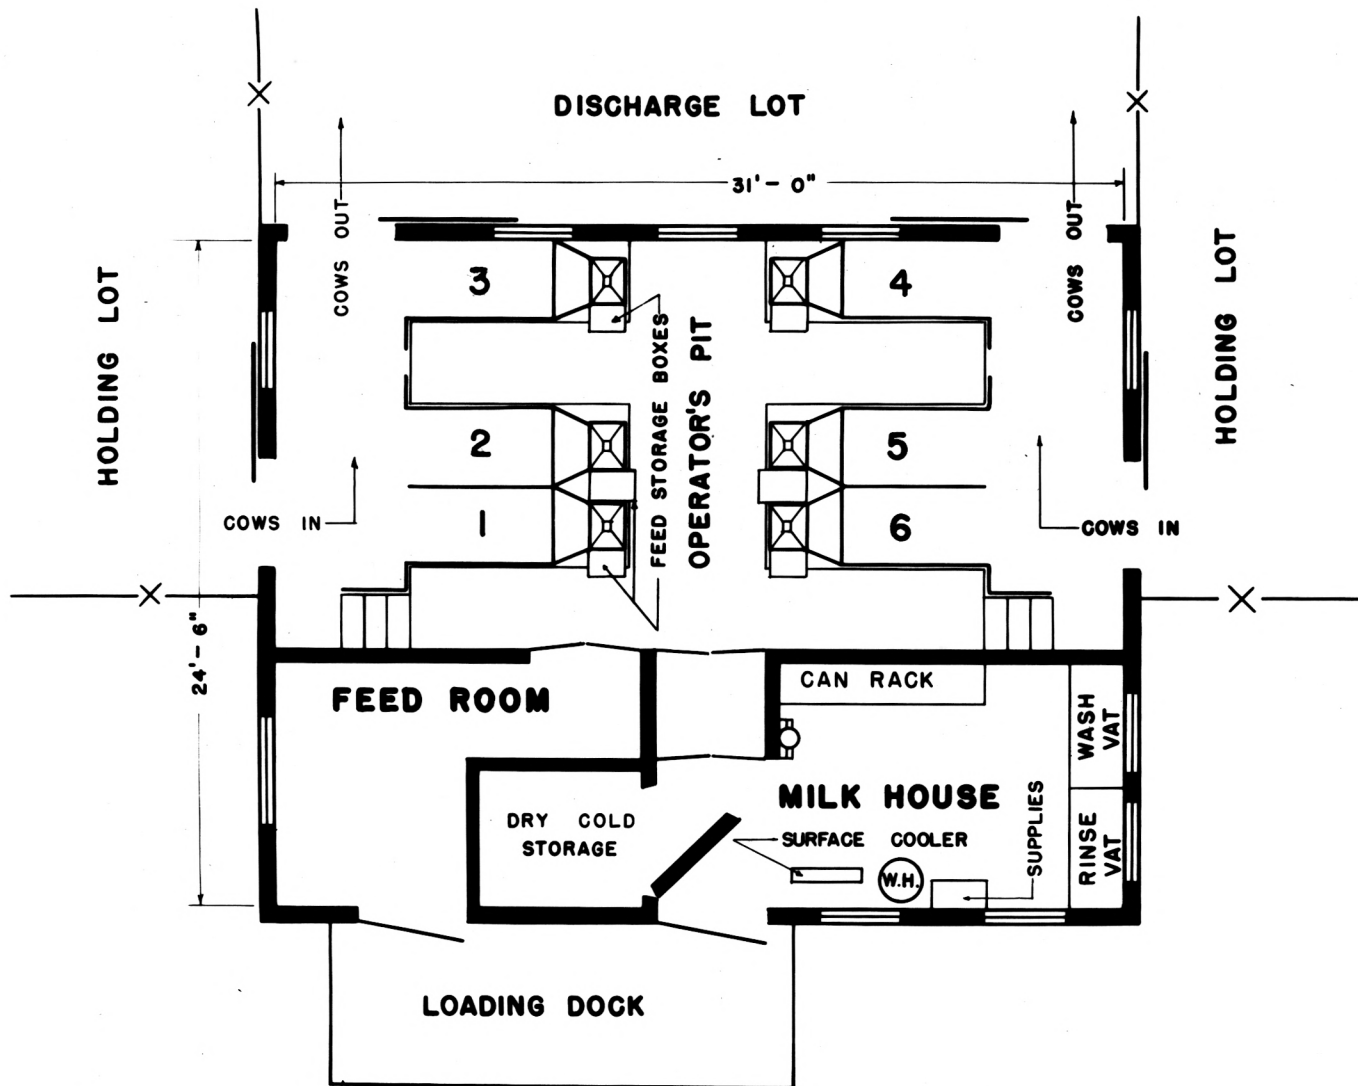 DISCHARGE LOT
31'- 0"
COWS OUT
COWS OUT
HOLDING LOT
HOLDING LOT
3
4
FEED STORAGE BOXES
OPERATOR'S PIT
2
5
COWS IN
1
6
COWS IN
24'- 6"
FEED ROOM
CAN RACK
WASH
VAT
MILK HOUSE
DRY COLD
STORAGE
SURFACE COOLER
SUPPLIES
RINSE
VAT
W.H.
LOADING DOCK